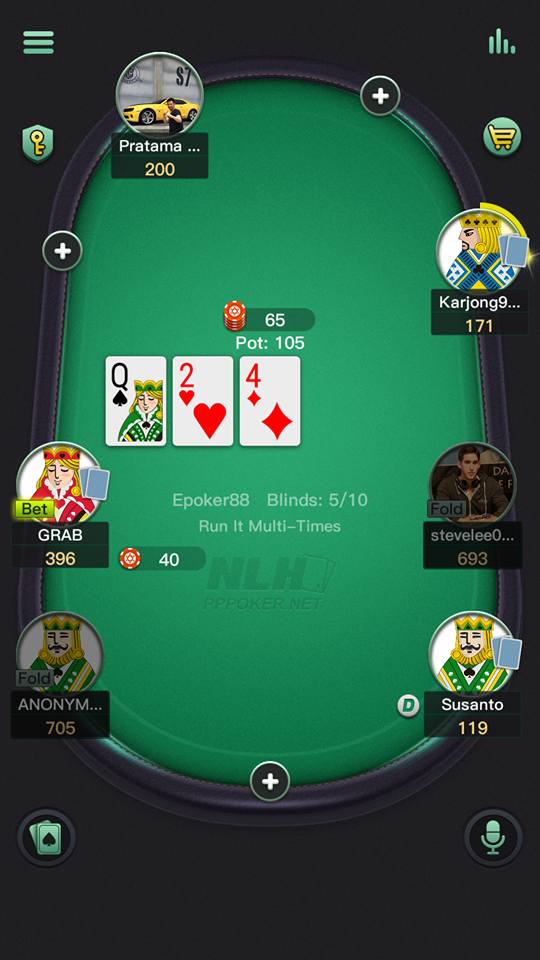 S7
Pratama ...
200
Karjong9...
171
65
Pot: 105
Q
2
4
Bet
GRAB
396
Epoker88 Blinds: 5/10
Run It Multi-Times
Fold
stevelee0...
693
40
NLH
PPPOKER.NET
Fold
ANONYM...
705
D
Susanto
119